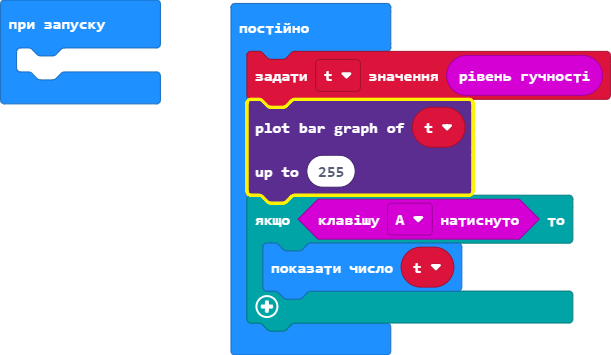 при запуску
постійно
задати t значення рівень гучності
plot bar graph of t
up to 255
якщо клавішу A натиснуто то
показати число t